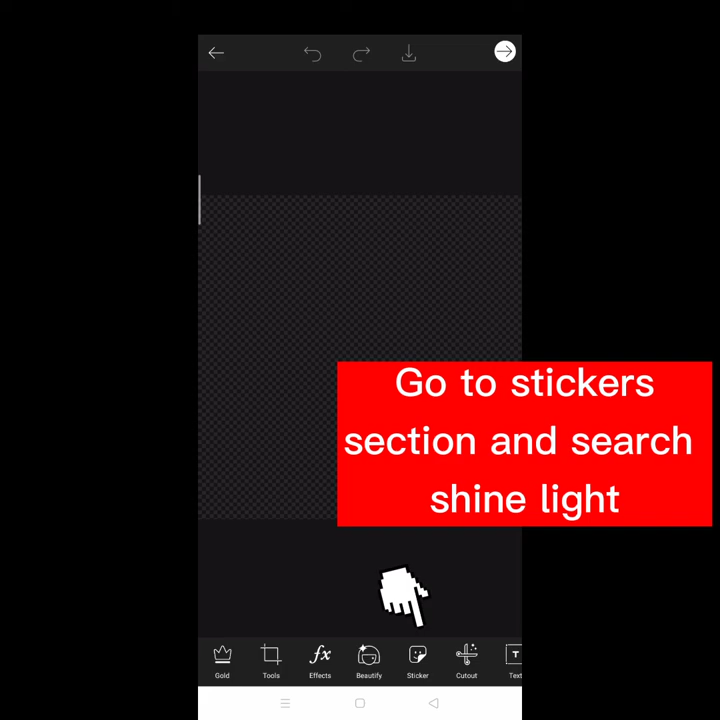 Go to stickers
section and search
shine light
Gold Tools Effects Beautify Sticker Cutout Text